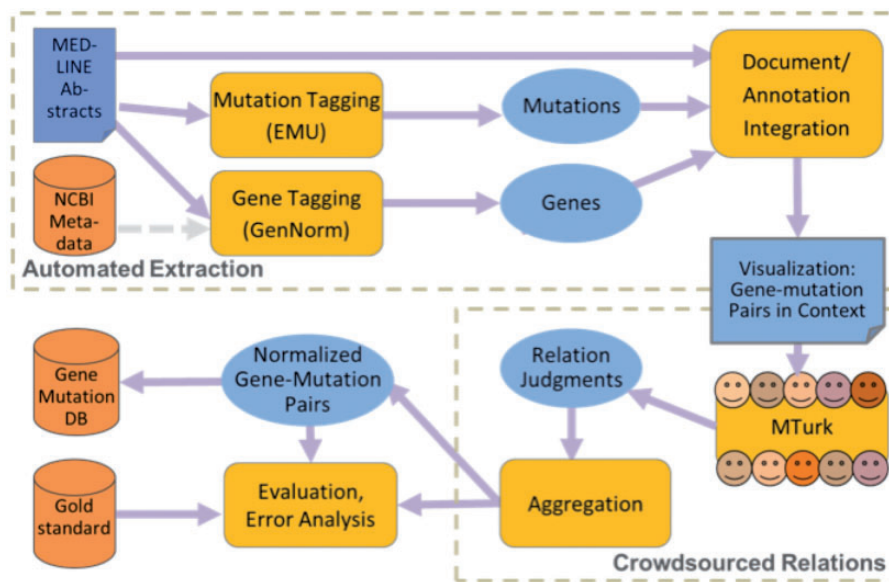 MED-
LINE
Ab-
stracts
Mutation Tagging
(EMU)
Mutations
Document/
Annotation
Integration
NCBI
Meta-
data
Gene Tagging
(GenNorm)
Genes
Automated Extraction
Visualization:
Gene-mutation
Pairs in Context
Gene
Mutation
DB
Normalized
Gene-Mutation
Pairs
Relation
Judgments
MTurk
Gold
standard
Evaluation,
Error Analysis
Aggregation
Crowdsourced Relations